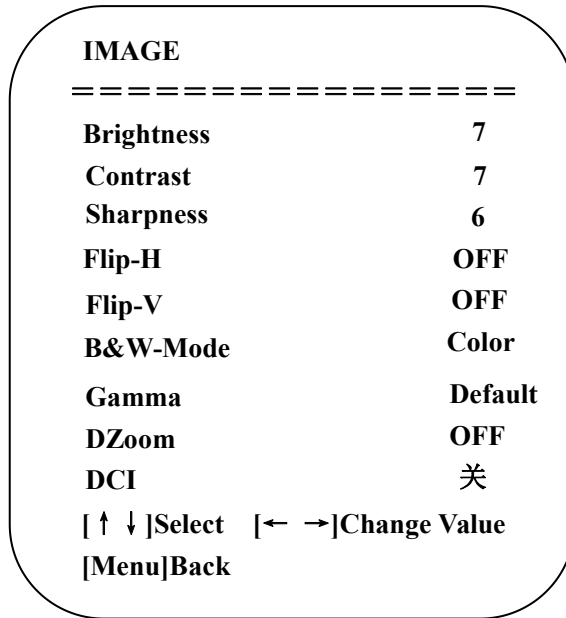 IMAGE
================
Brightness 7
Contrast 7
Sharpness 6
Flip-H OFF
Flip-V OFF
B&W-Mode Color
Gamma Default
DZoom OFF
DCI 关
[↑ ↓]Select [← →]Change Value
[Menu]Back